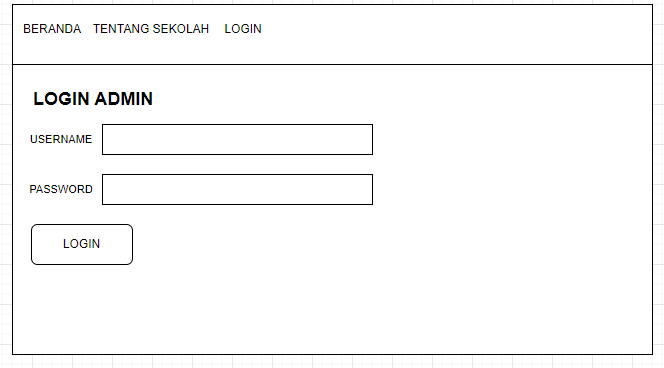 BERANDA TENTANG SEKOLAH LOGIN
LOGIN ADMIN
USERNAME
PASSWORD
LOGIN